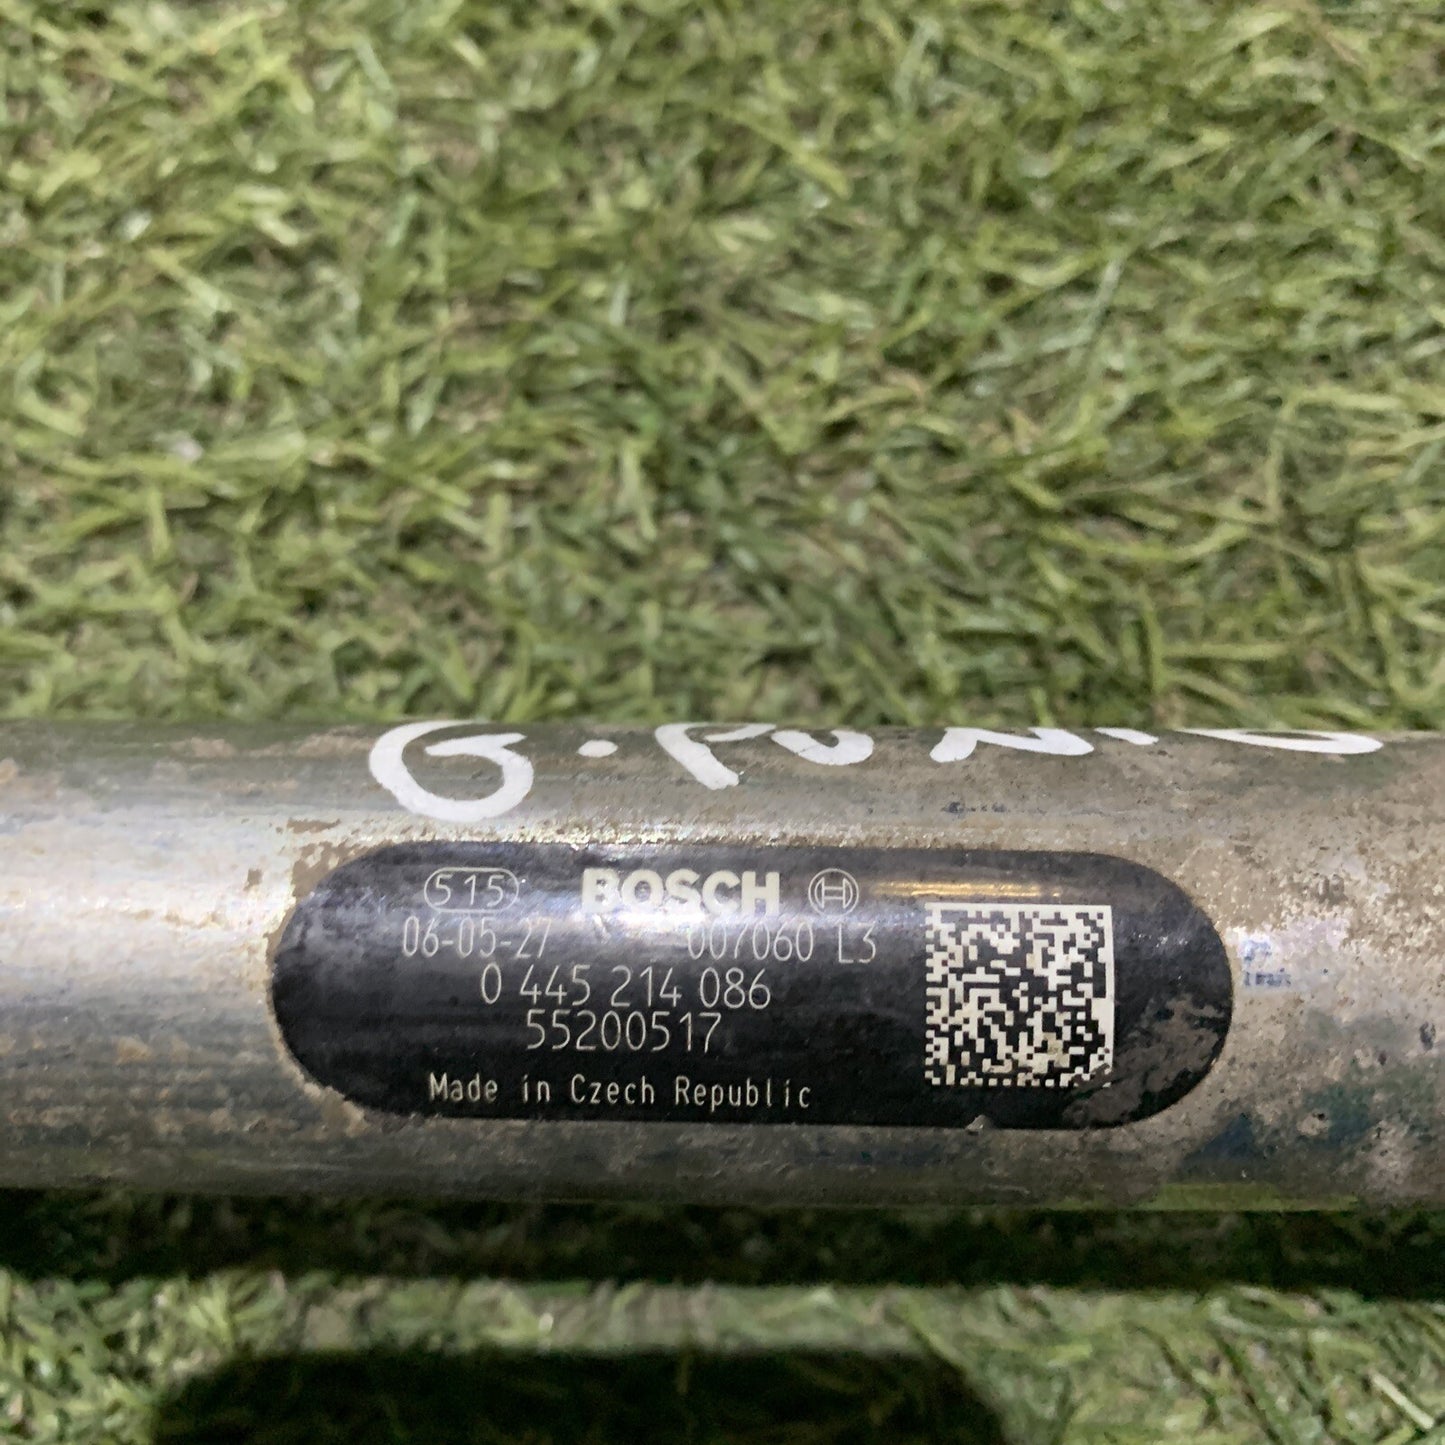 G.PUNTO
515 BOSCH
06-05-27 007060 L3
0 445 214 086
55200517
Made in Czech Republic